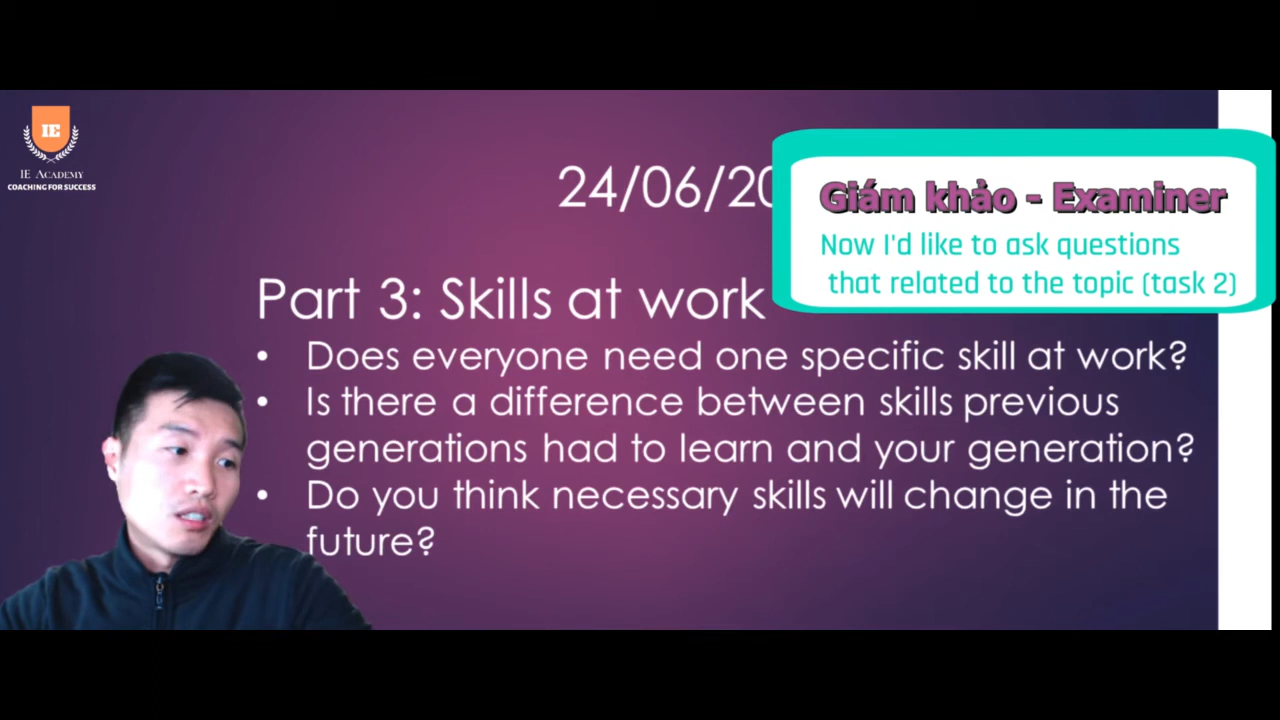 IE
IE ACADEMY
COACHING FOR SUCCESS
24/06/20
Giám khảo - Examiner
Now I'd like to ask questions
that related to the topic (task 2)
Part 3: Skills at work
• Does everyone need one specific skill at work?
• Is there a difference between skills previous
generations had to learn and your generation?
• Do you think necessary skills will change in the
future?